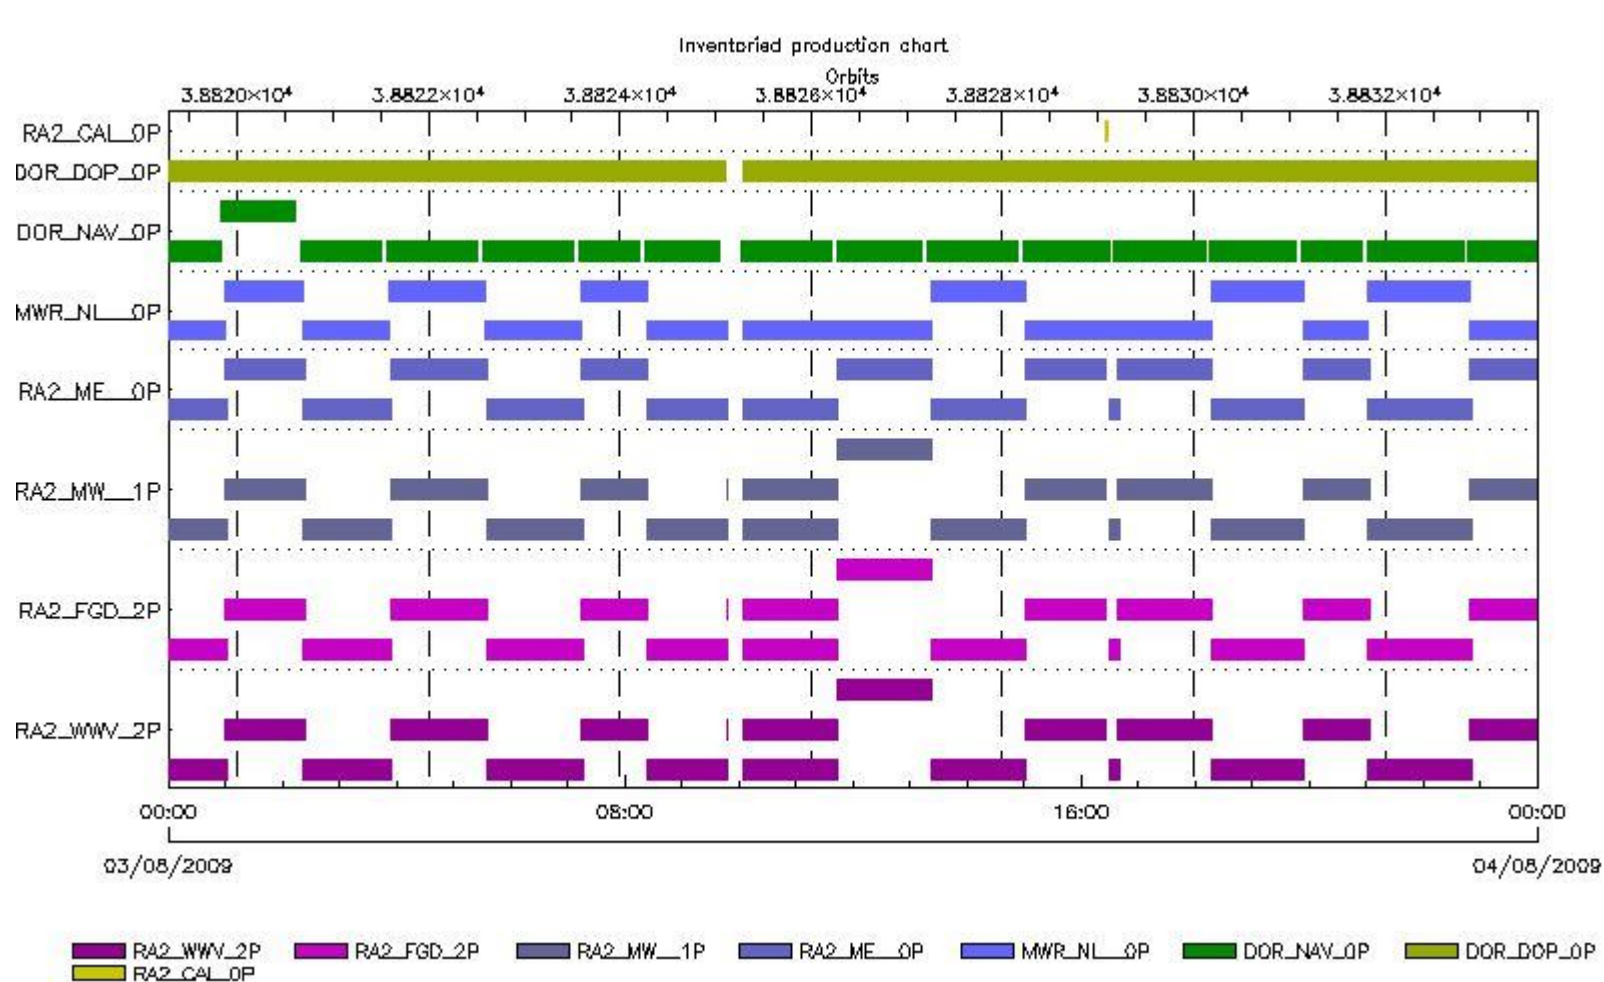 Inventoried production chart
Orbits
3.8820×10⁴ 3.8822×10⁴ 3.8824×10⁴ 3.8826×10⁴ 3.8828×10⁴ 3.8830×10⁴ 3.8832×10⁴
RA2_CAL_0P
DOR_DOP_0P
DOR_NAV_0P
MWR_NL__0P
RA2_ME__0P
RA2_MW__1P
RA2_FGD_2P
RA2_WWV_2P
00:00 08:00 16:00 00:00
03/08/2009 04/08/2009
RA2_WWV_2P RA2_FGD_2P RA2_MW__1P RA2_ME__0P MWR_NL__0P DOR_NAV_0P DOR_DOP_0P
RA2_CAL_0P